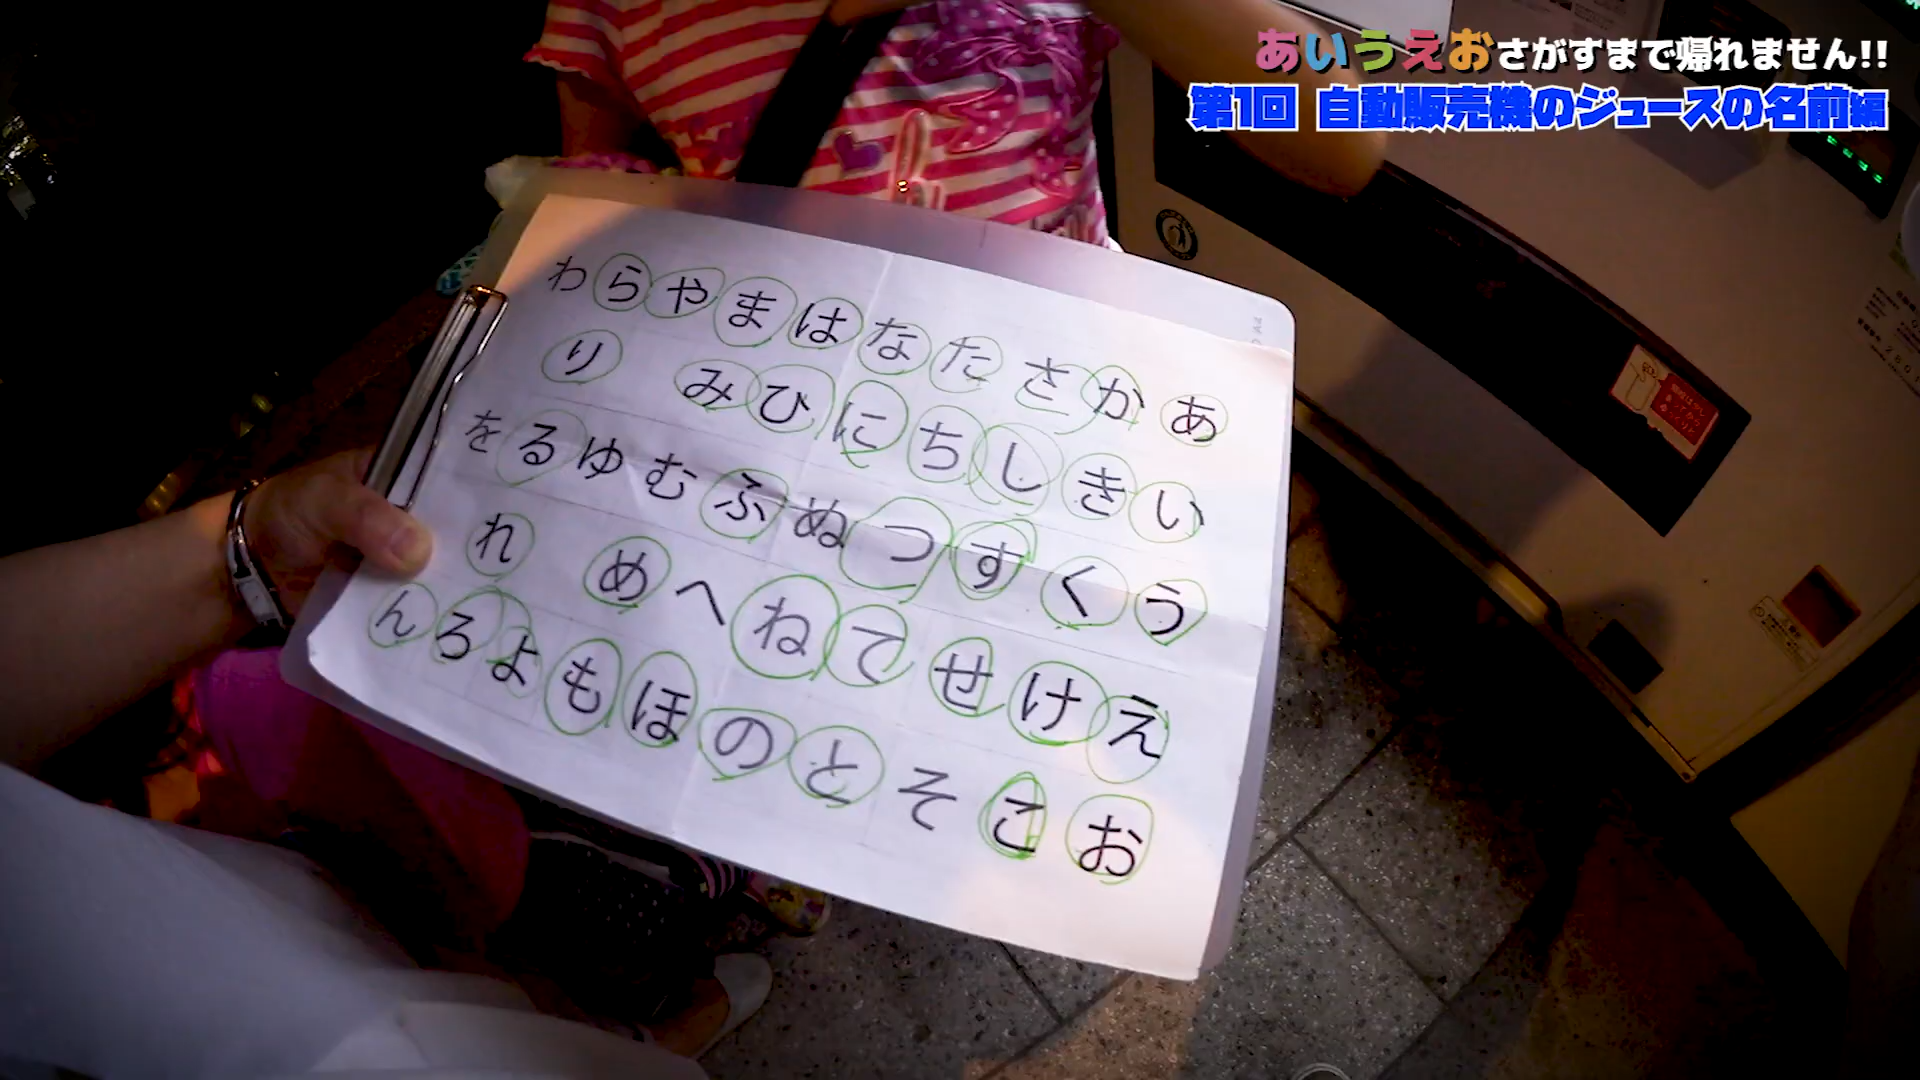 あいうえおさがすまで帰れません!!
第1回 自動販売機のジュースの名前編
わらやまはなたさかあ
り みひにちしきい
をるゆむふぬつすくう
れ めへねてせけえ
んろよもほのとそこお